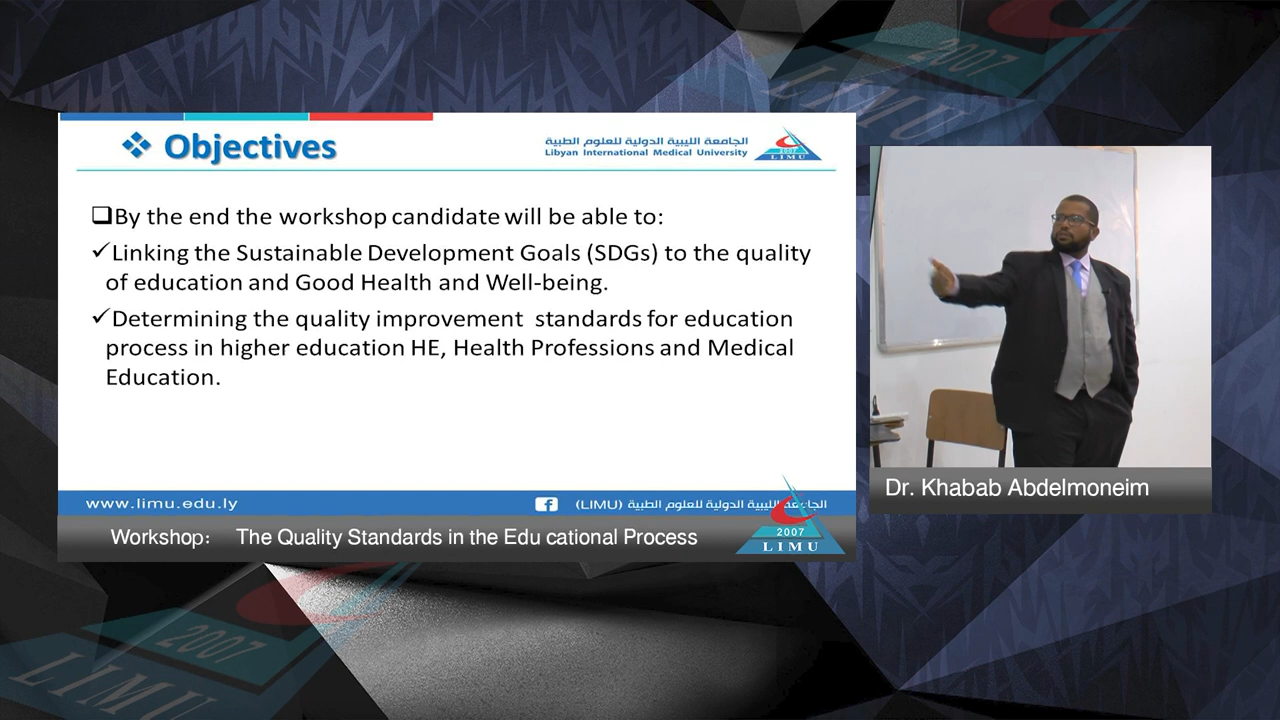 2007
LIMU
❖ Objectives
الجامعة الليبية الدولية للعلوم الطبية
Libyan International Medical University
2007
LIMU
❑By the end the workshop candidate will be able to:
✓Linking the Sustainable Development Goals (SDGs) to the quality
of education and Good Health and Well-being.
✓Determining the quality improvement standards for education
process in higher education HE, Health Professions and Medical
Education.
www.limu.edu.ly
الجامعة الليبية الدولية للعلوم الطبية (LIMU)
Workshop: The Quality Standards in the Edu cational Process
2007
LIMU
Dr. Khabab Abdelmoneim
2007
LIMU